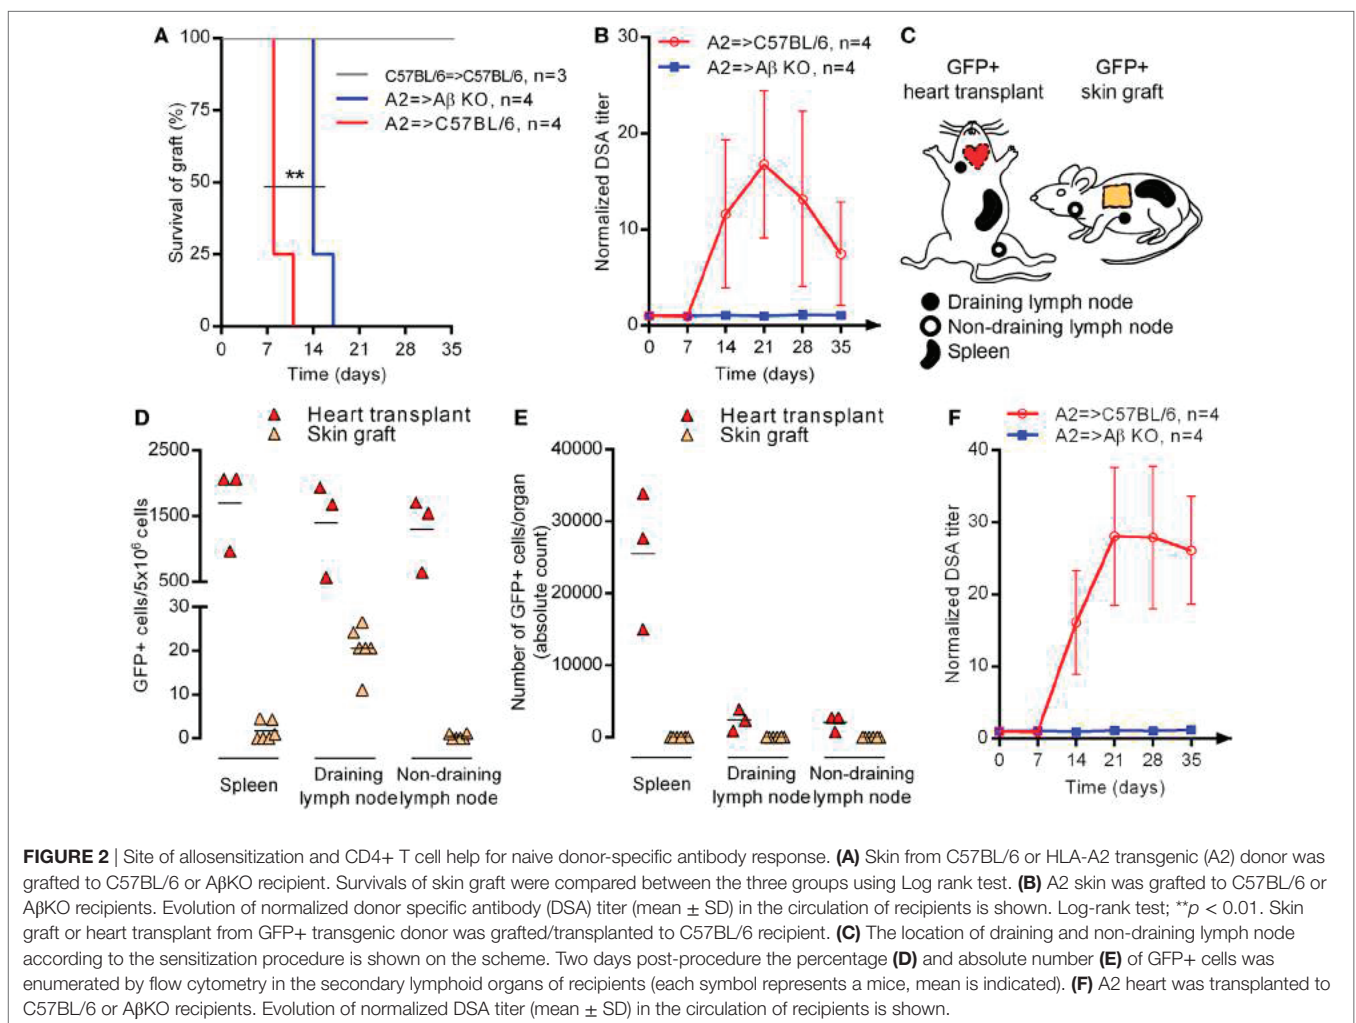 A
100
75
50
25
0
Survival of graft (%)
**
C57BL/6=>C57BL/6, n=3
A2=>Aβ KO, n=4
A2=>C57BL/6, n=4
0 7 14 21 28 35
Time (days)
B
30
20
10
0
Normalized DSA titer
A2=>C57BL/6, n=4
A2=>Aβ KO, n=4
0 7 14 21 28 35
Time (days)
C
GFP+
heart transplant
GFP+
skin graft
Draining lymph node
Non-draining lymph node
Spleen
D
Heart transplant
Skin graft
2500
1500
500
30
20
10
0
GFP+ cells/5x10⁶ cells
Spleen
Draining
lymph node
Non-draining
lymph node
E
Heart transplant
Skin graft
40000
30000
20000
10000
0
Number of GFP+ cells/organ
(absolute count)
Spleen
Draining
lymph node
Non-draining
lymph node
F
A2=>C57BL/6, n=4
A2=>Aβ KO, n=4
40
30
20
10
0
Normalized DSA titer
0 7 14 21 28 35
Time (days)
FIGURE 2 | Site of allosensitization and CD4+ T cell help for naive donor-specific antibody response. (A) Skin from C57BL/6 or HLA-A2 transgenic (A2) donor was
grafted to C57BL/6 or AβKO recipient. Survivals of skin graft were compared between the three groups using Log rank test. (B) A2 skin was grafted to C57BL/6 or
AβKO recipients. Evolution of normalized donor specific antibody (DSA) titer (mean ± SD) in the circulation of recipients is shown. Log-rank test; **p < 0.01. Skin
graft or heart transplant from GFP+ transgenic donor was grafted/transplanted to C57BL/6 recipient. (C) The location of draining and non-draining lymph node
according to the sensitization procedure is shown on the scheme. Two days post-procedure the percentage (D) and absolute number (E) of GFP+ cells was
enumerated by flow cytometry in the secondary lymphoid organs of recipients (each symbol represents a mice, mean is indicated). (F) A2 heart was transplanted to
C57BL/6 or AβKO recipients. Evolution of normalized DSA titer (mean ± SD) in the circulation of recipients is shown.